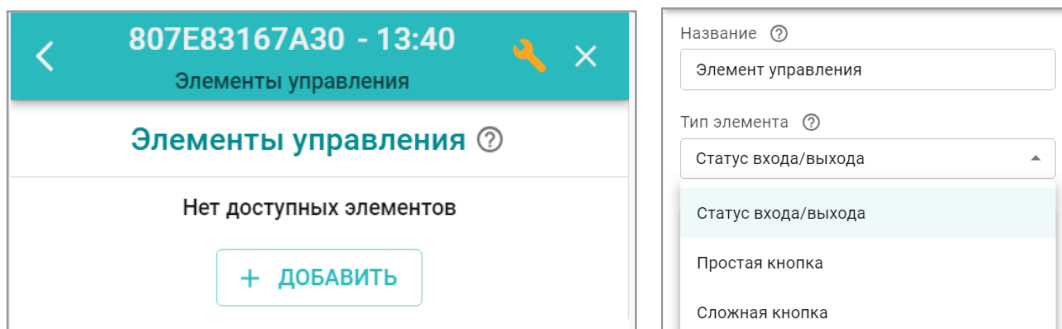 807E83167A30 - 13:40
Элементы управления
Элементы управления
Нет доступных элементов
+ ДОБАВИТЬ
Название
Элемент управления
Тип элемента
Статус входа/выхода
Статус входа/выхода
Простая кнопка
Сложная кнопка